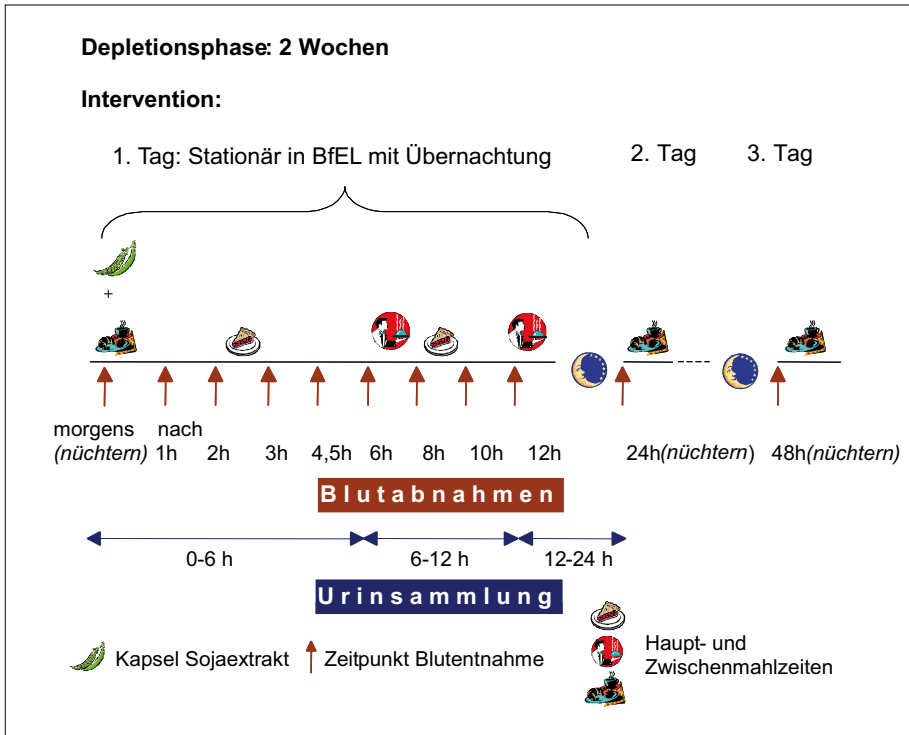 Depletionsphase: 2 Wochen
Intervention:
1. Tag: Stationär in BfEL mit Übernachtung 2. Tag 3. Tag
+
morgens nach
(nüchtern) 1h 2h 3h 4,5h 6h 8h 10h 12h 24h(nüchtern) 48h(nüchtern)
Blutabnahmen
0-6 h 6-12 h 12-24 h
Urinsammlung
Kapsel Sojaextrakt Zeitpunkt Blutentnahme Haupt- und
Zwischenmahlzeiten